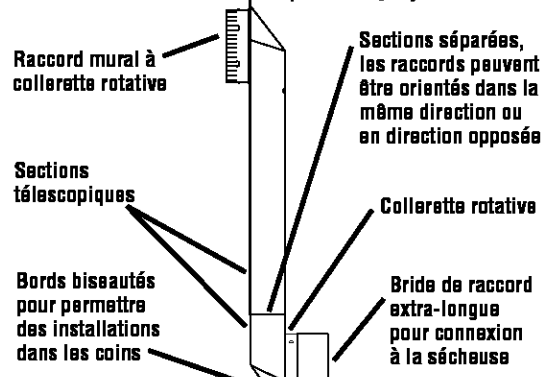 Raccord mural à
collerette rotative
Sections séparées,
les raccords peuvent
être orientés dans la
même direction ou
en direction opposée
Sections
télescopiques
Collerette rotative
Bords biseautés
pour permettre
des installations
dans les coins
Bride de raccord
extra-longue
pour connexion
à la sécheuse